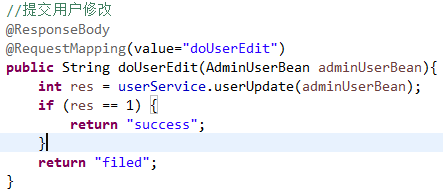 //提交用户修改
@ResponseBody
@RequestMapping(value="doUserEdit")
public String doUserEdit(AdminUserBean adminUserBean){
    int res = userService.userUpdate(adminUserBean);
    if (res == 1) {
        return "success";
    }
    return "filed";
}